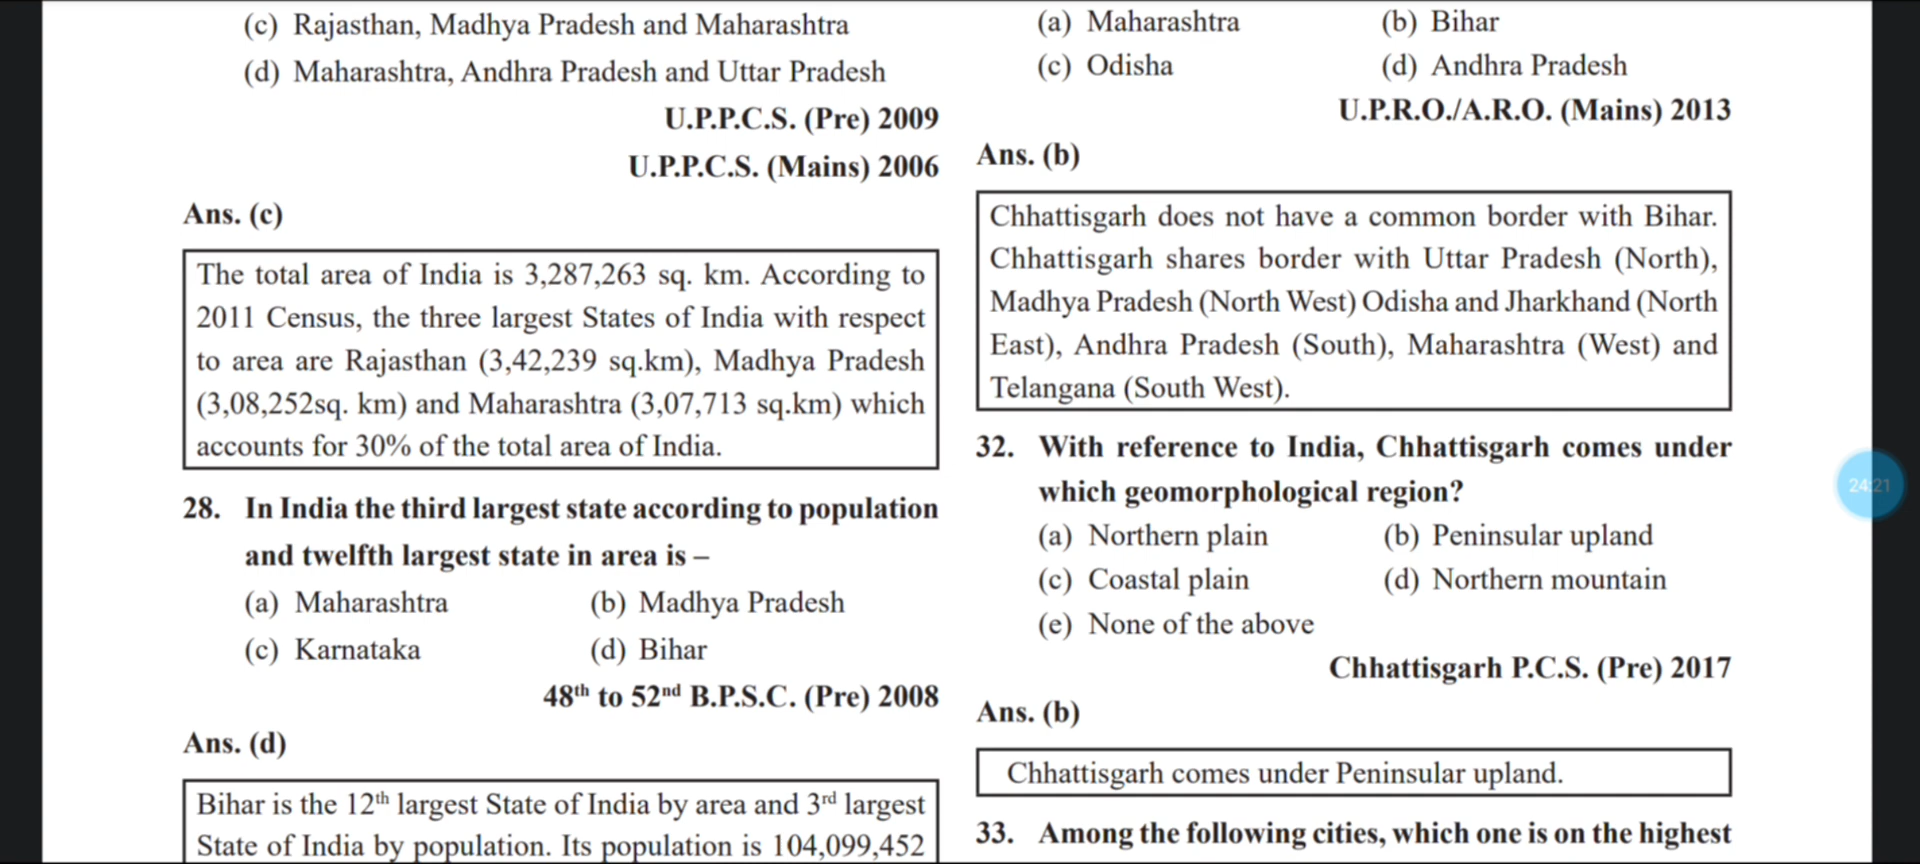 (c) Rajasthan, Madhya Pradesh and Maharashtra
(d) Maharashtra, Andhra Pradesh and Uttar Pradesh
U.P.P.C.S. (Pre) 2009
U.P.P.C.S. (Mains) 2006
Ans. (c)
The total area of India is 3,287,263 sq. km. According to
2011 Census, the three largest States of India with respect
to area are Rajasthan (3,42,239 sq.km), Madhya Pradesh
(3,08,252sq. km) and Maharashtra (3,07,713 sq.km) which
accounts for 30% of the total area of India.
28. In India the third largest state according to population
and twelfth largest state in area is –
(a) Maharashtra (b) Madhya Pradesh
(c) Karnataka (d) Bihar
48th to 52nd B.P.S.C. (Pre) 2008
Ans. (d)
Bihar is the 12th largest State of India by area and 3rd largest
State of India by population. Its population is 104,099,452
(a) Maharashtra (b) Bihar
(c) Odisha (d) Andhra Pradesh
U.P.R.O./A.R.O. (Mains) 2013
Ans. (b)
Chhattisgarh does not have a common border with Bihar.
Chhattisgarh shares border with Uttar Pradesh (North),
Madhya Pradesh (North West) Odisha and Jharkhand (North
East), Andhra Pradesh (South), Maharashtra (West) and
Telangana (South West).
32. With reference to India, Chhattisgarh comes under
which geomorphological region?
(a) Northern plain (b) Peninsular upland
(c) Coastal plain (d) Northern mountain
(e) None of the above
Chhattisgarh P.C.S. (Pre) 2017
Ans. (b)
Chhattisgarh comes under Peninsular upland.
33. Among the following cities, which one is on the highest
24:21